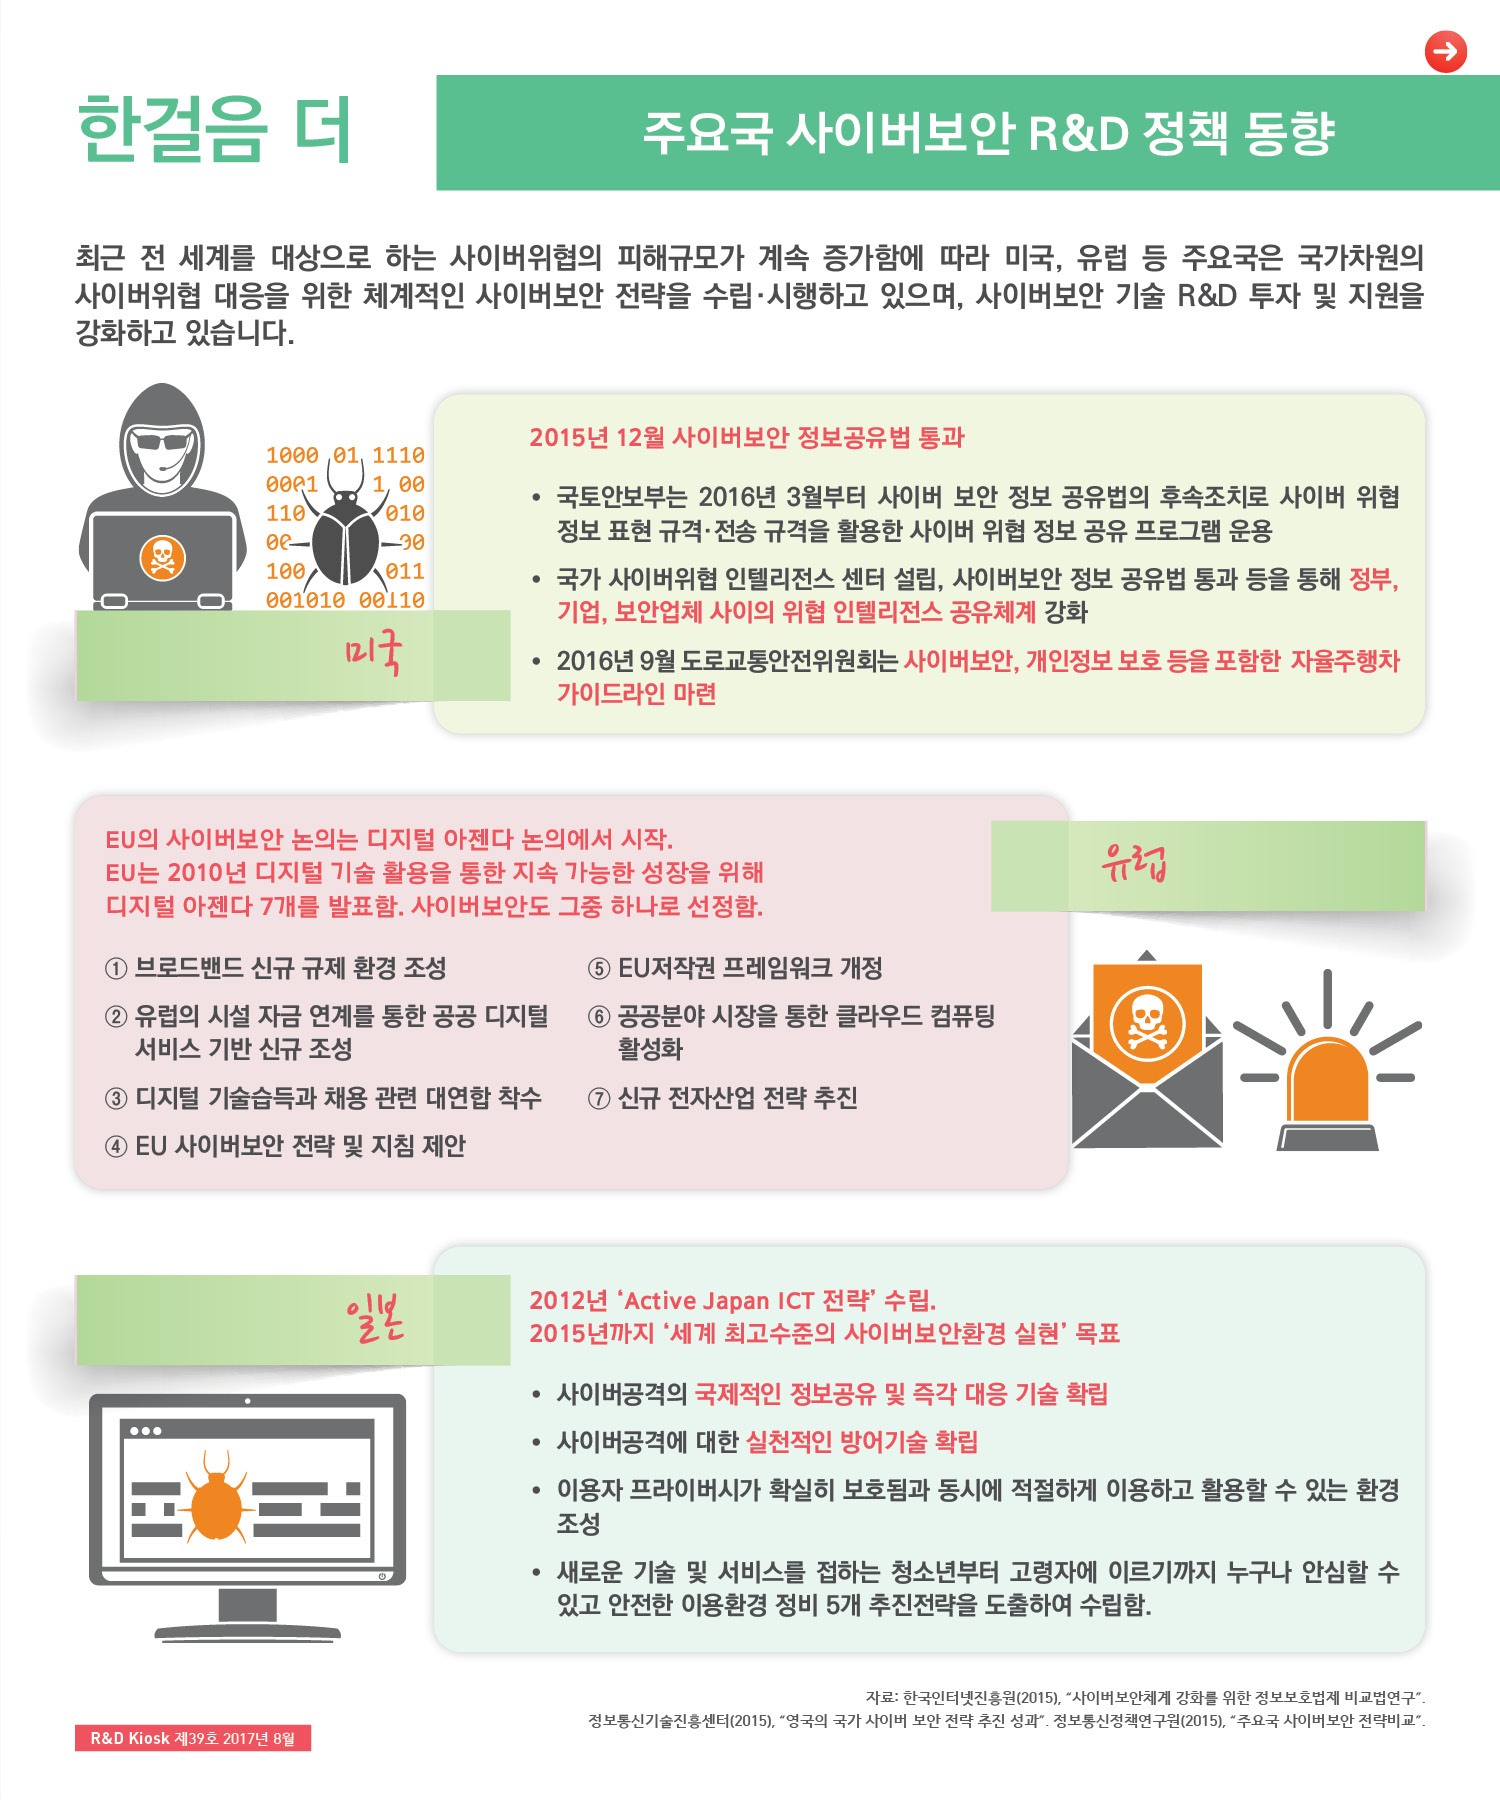 한걸음 더
주요국 사이버보안 R&D 정책 동향
최근 전 세계를 대상으로 하는 사이버위협의 피해규모가 계속 증가함에 따라 미국, 유럽 등 주요국은 국가차원의
사이버위협 대응을 위한 체계적인 사이버보안 전략을 수립·시행하고 있으며, 사이버보안 기술 R&D 투자 및 지원을
강화하고 있습니다.
1000 01 1110
0001 1 00
110 010
00 00
100 011
001010 00110
미국
2015년 12월 사이버보안 정보공유법 통과
• 국토안보부는 2016년 3월부터 사이버 보안 정보 공유법의 후속조치로 사이버 위협
정보 표현 규격·전송 규격을 활용한 사이버 위협 정보 공유 프로그램 운용
• 국가 사이버위협 인텔리전스 센터 설립, 사이버보안 정보 공유법 통과 등을 통해 정부,
기업, 보안업체 사이의 위협 인텔리전스 공유체계 강화
• 2016년 9월 도로교통안전위원회는 사이버보안, 개인정보 보호 등을 포함한 자율주행차
가이드라인 마련
유럽
EU의 사이버보안 논의는 디지털 아젠다 논의에서 시작.
EU는 2010년 디지털 기술 활용을 통한 지속 가능한 성장을 위해
디지털 아젠다 7개를 발표함. 사이버보안도 그중 하나로 선정함.
① 브로드밴드 신규 규제 환경 조성
② 유럽의 시설 자금 연계를 통한 공공 디지털
서비스 기반 신규 조성
③ 디지털 기술습득과 채용 관련 대연합 착수
④ EU 사이버보안 전략 및 지침 제안
⑤ EU저작권 프레임워크 개정
⑥ 공공분야 시장을 통한 클라우드 컴퓨팅
활성화
⑦ 신규 전자산업 전략 추진
일본
2012년 ‘Active Japan ICT 전략’ 수립.
2015년까지 ‘세계 최고수준의 사이버보안환경 실현’ 목표
• 사이버공격의 국제적인 정보공유 및 즉각 대응 기술 확립
• 사이버공격에 대한 실천적인 방어기술 확립
• 이용자 프라이버시가 확실히 보호됨과 동시에 적절하게 이용하고 활용할 수 있는 환경
조성
• 새로운 기술 및 서비스를 접하는 청소년부터 고령자에 이르기까지 누구나 안심할 수
있고 안전한 이용환경 정비 5개 추진전략을 도출하여 수립함.
자료: 한국인터넷진흥원(2015), “사이버보안체계 강화를 위한 정보보호법제 비교법연구”.
정보통신기술진흥센터(2015), “영국의 국가 사이버 보안 전략 추진 성과”. 정보통신정책연구원(2015), “주요국 사이버보안 전략비교”.
R&D Kiosk 제39호 2017년 8월